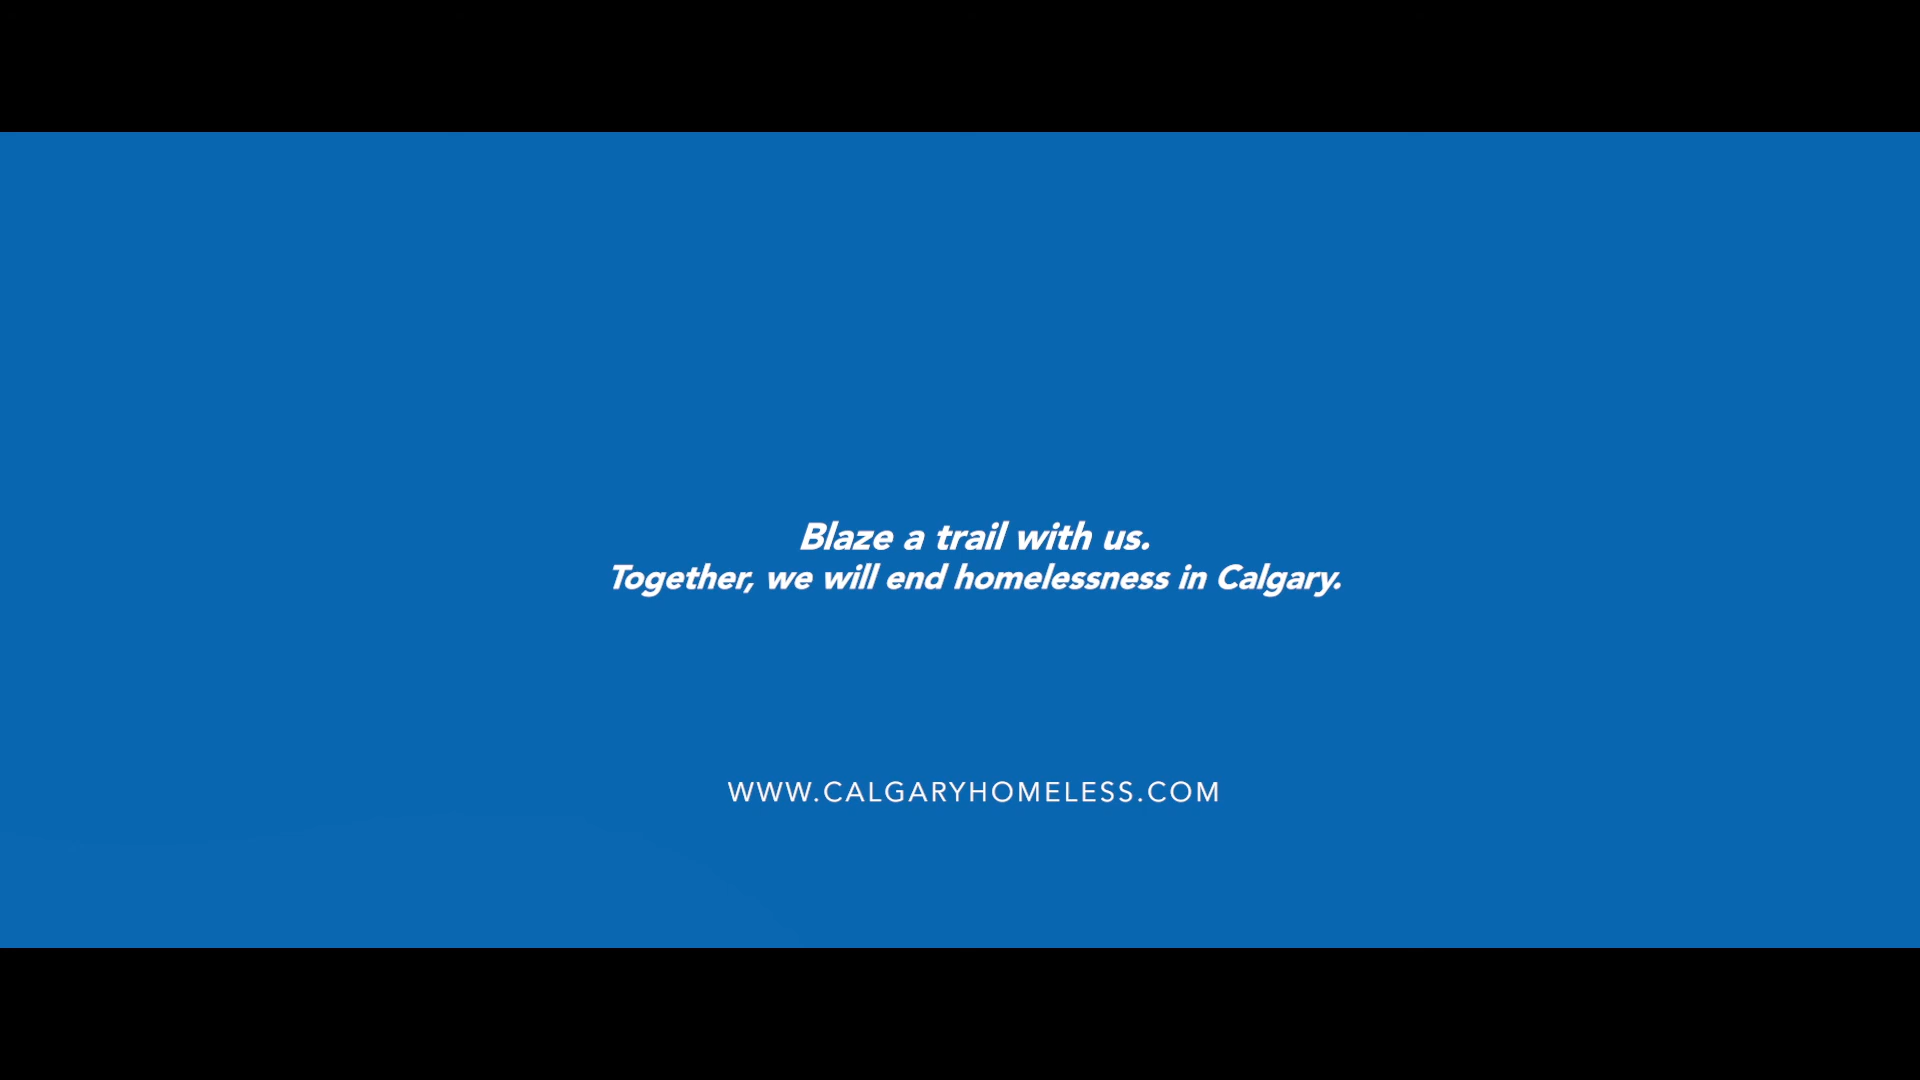 Blaze a trail with us.
Together, we will end homelessness in Calgary.
WWW.CALGARYHOMELESS.COM